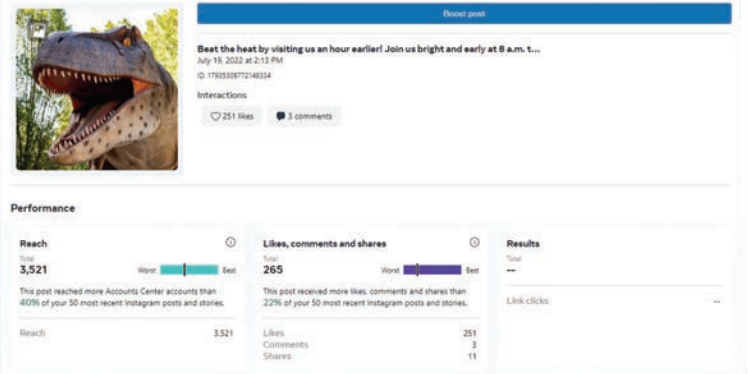 Boost post
Beat the heat by visiting us an hour earlier! Join us bright and early at 8 a.m. t...
July 19, 2022 at 2:13 PM
ID: 17935309772148334
Interactions
251 likes
3 comments
Performance
Reach
Total
3,521
Worst
Best
This post reached more Accounts Center accounts than
40% of your 50 most recent Instagram posts and stories.
Reach 3,521
Likes, comments and shares
Total
265
Worst
Best
This post received more likes, comments and shares than
22% of your 50 most recent Instagram posts and stories.
Likes 251
Comments 3
Shares 11
Results
Total
--
Link clicks --